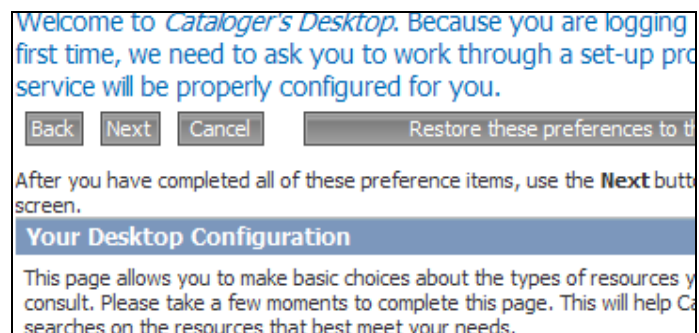 Welcome to Cataloger's Desktop. Because you are logging
first time, we need to ask you to work through a set-up
service will be properly configured for you.
Back Next Cancel Restore these preferences to
After you have completed all of these preference items, use the Next
screen.
Your Desktop Configuration
This page allows you to make basic choices about the types of resources
consult. Please take a few moments to complete this page. This will help
searches on the resources that best meet your needs.